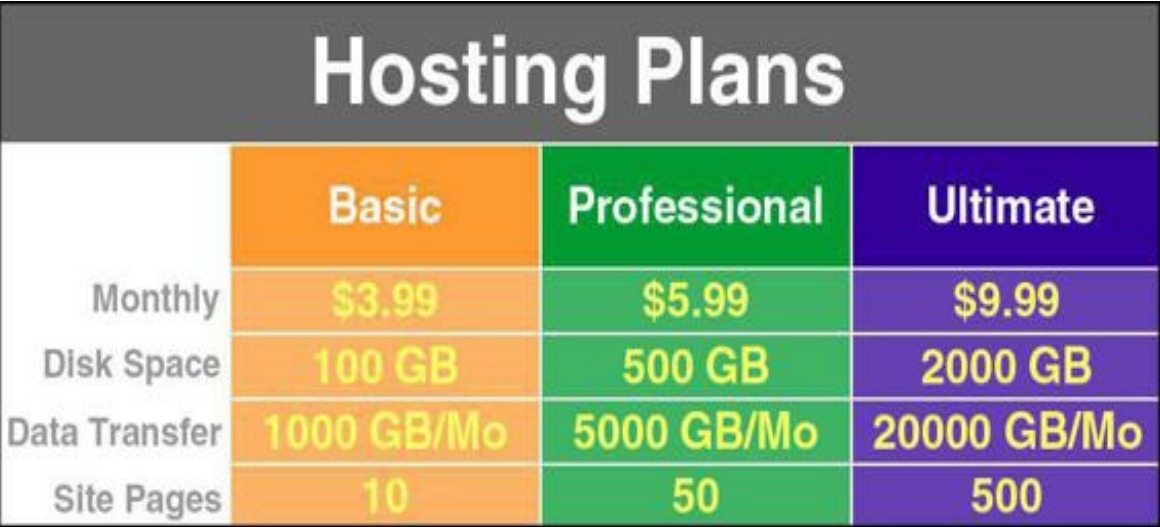 Hosting Plans
Basic Professional Ultimate
Monthly $3.99 $5.99 $9.99
Disk Space 100 GB 500 GB 2000 GB
Data Transfer 1000 GB/Mo 5000 GB/Mo 20000 GB/Mo
Site Pages 10 50 500